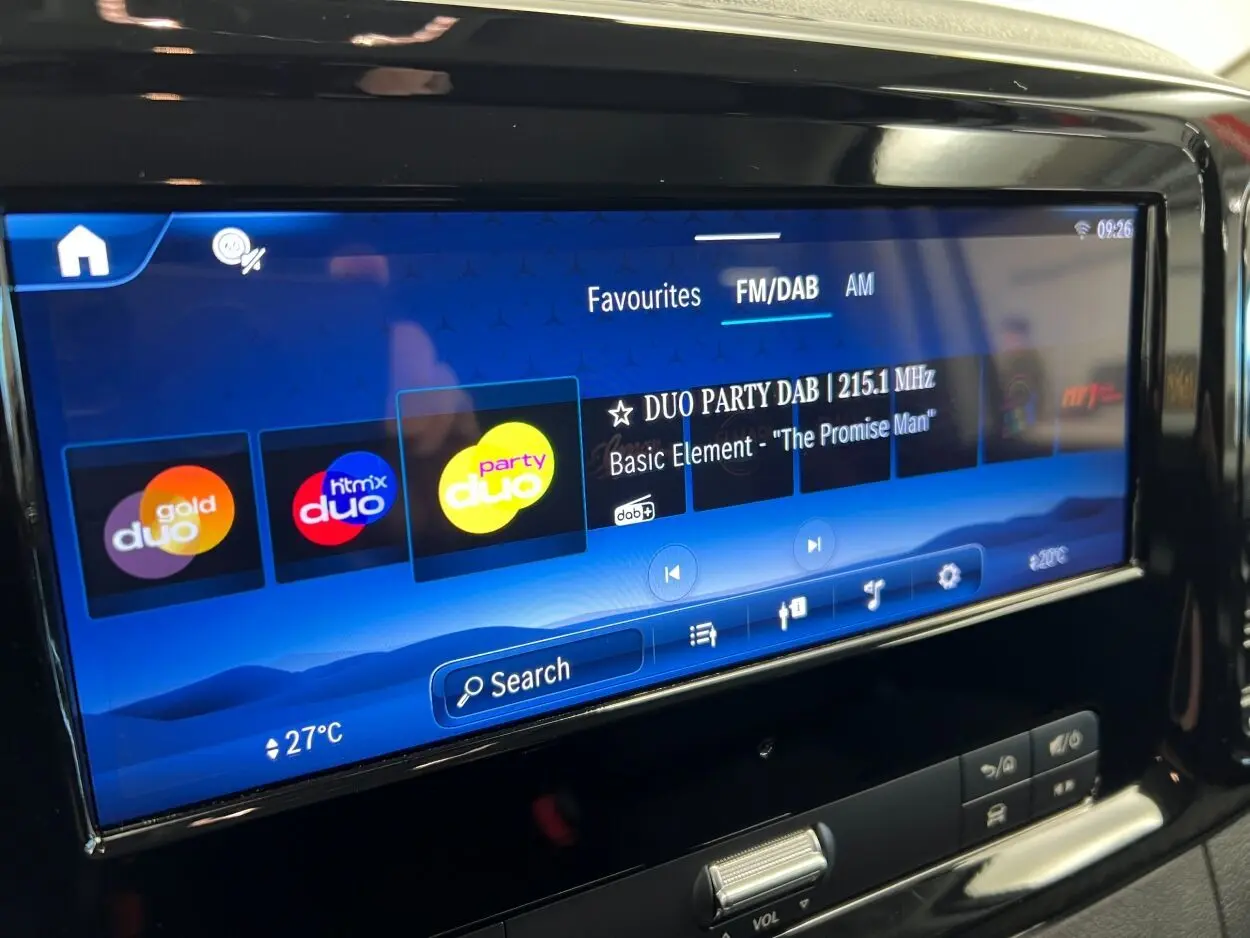 09:26
Favourites FM/DAB AM
☆ DUO PARTY DAB | 215.1 MHz
Basic Element - "The Promise Man"
gold
duo
hitmix
duo
party
duo
dab+
20°C
Search
27°C
VOL